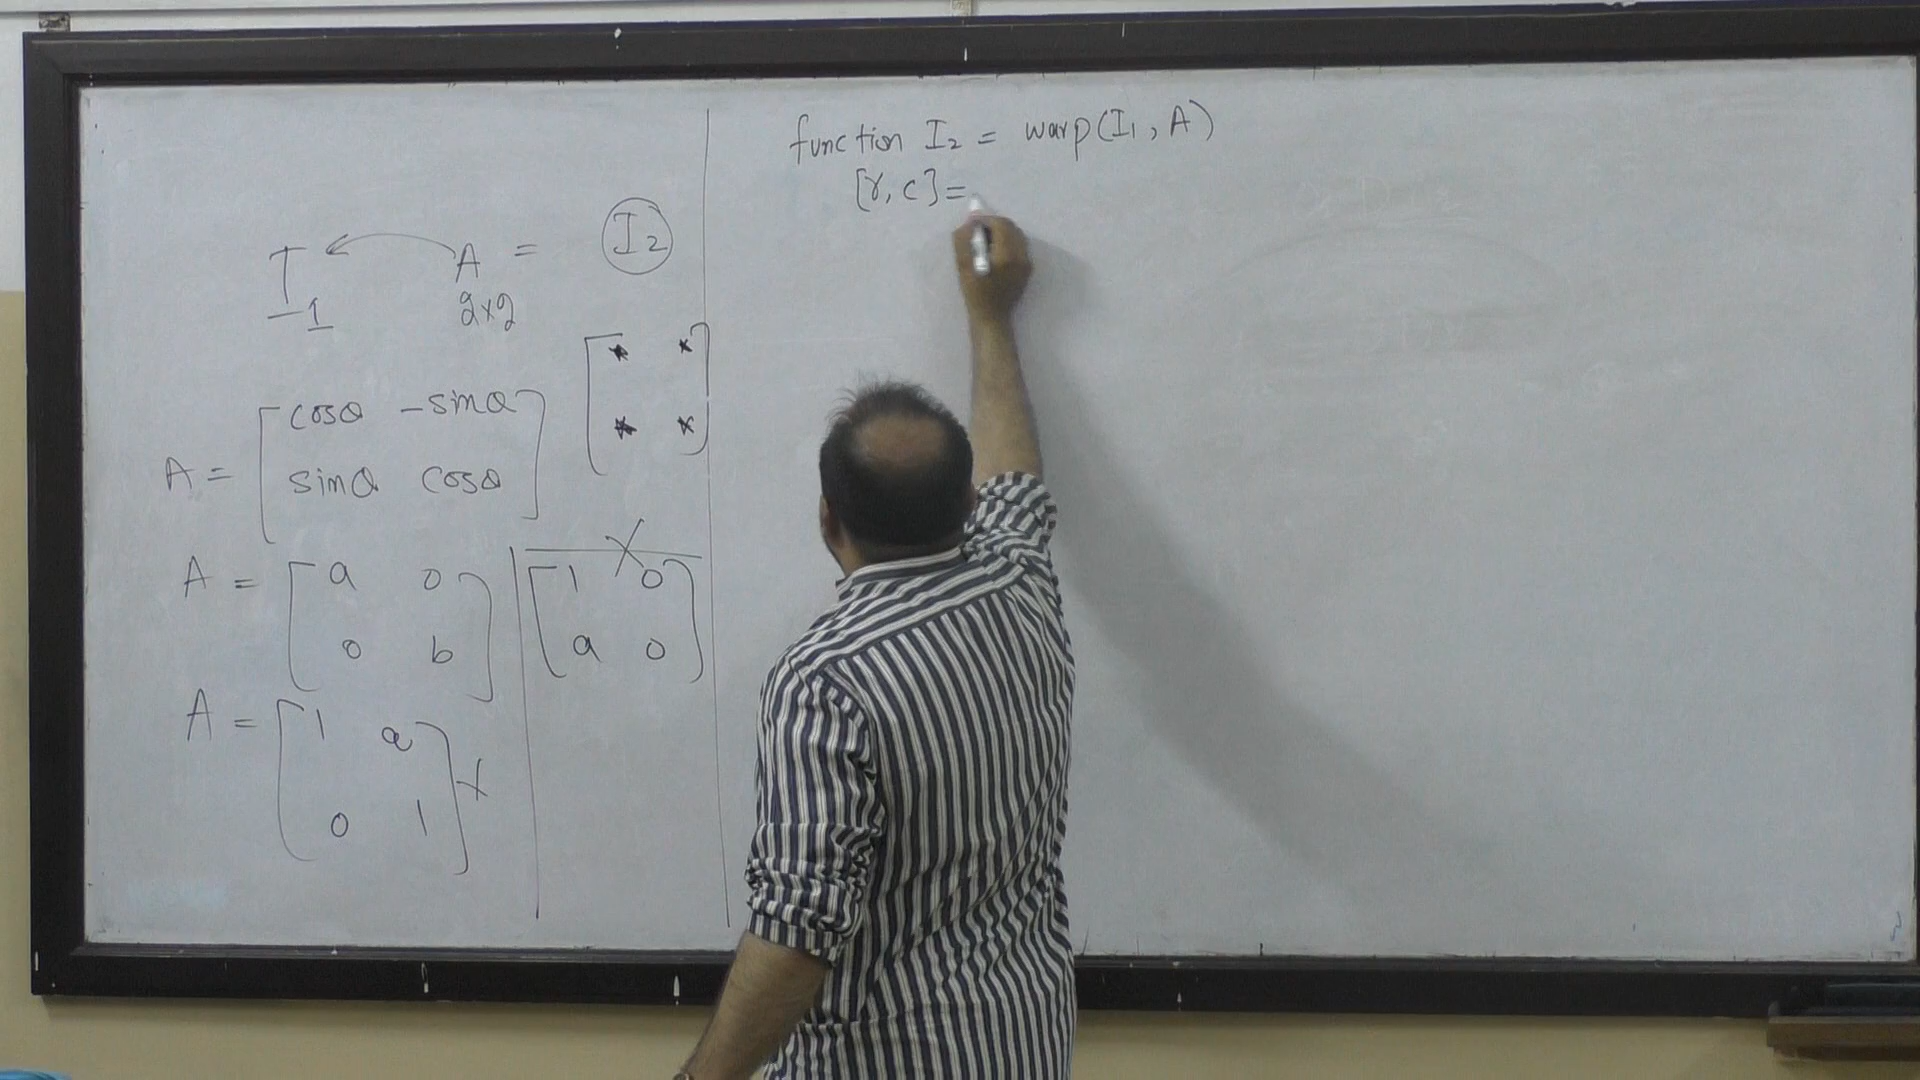 I₁ A = I₂
2x2
* *
* *
A = [cosθ -sinθ
sinθ cosθ]
A = [a 0
0 b]
[1 0
a 0] X
A = [1 a
0 1] x
function I₂ = warp(I₁, A)
[r, c] =